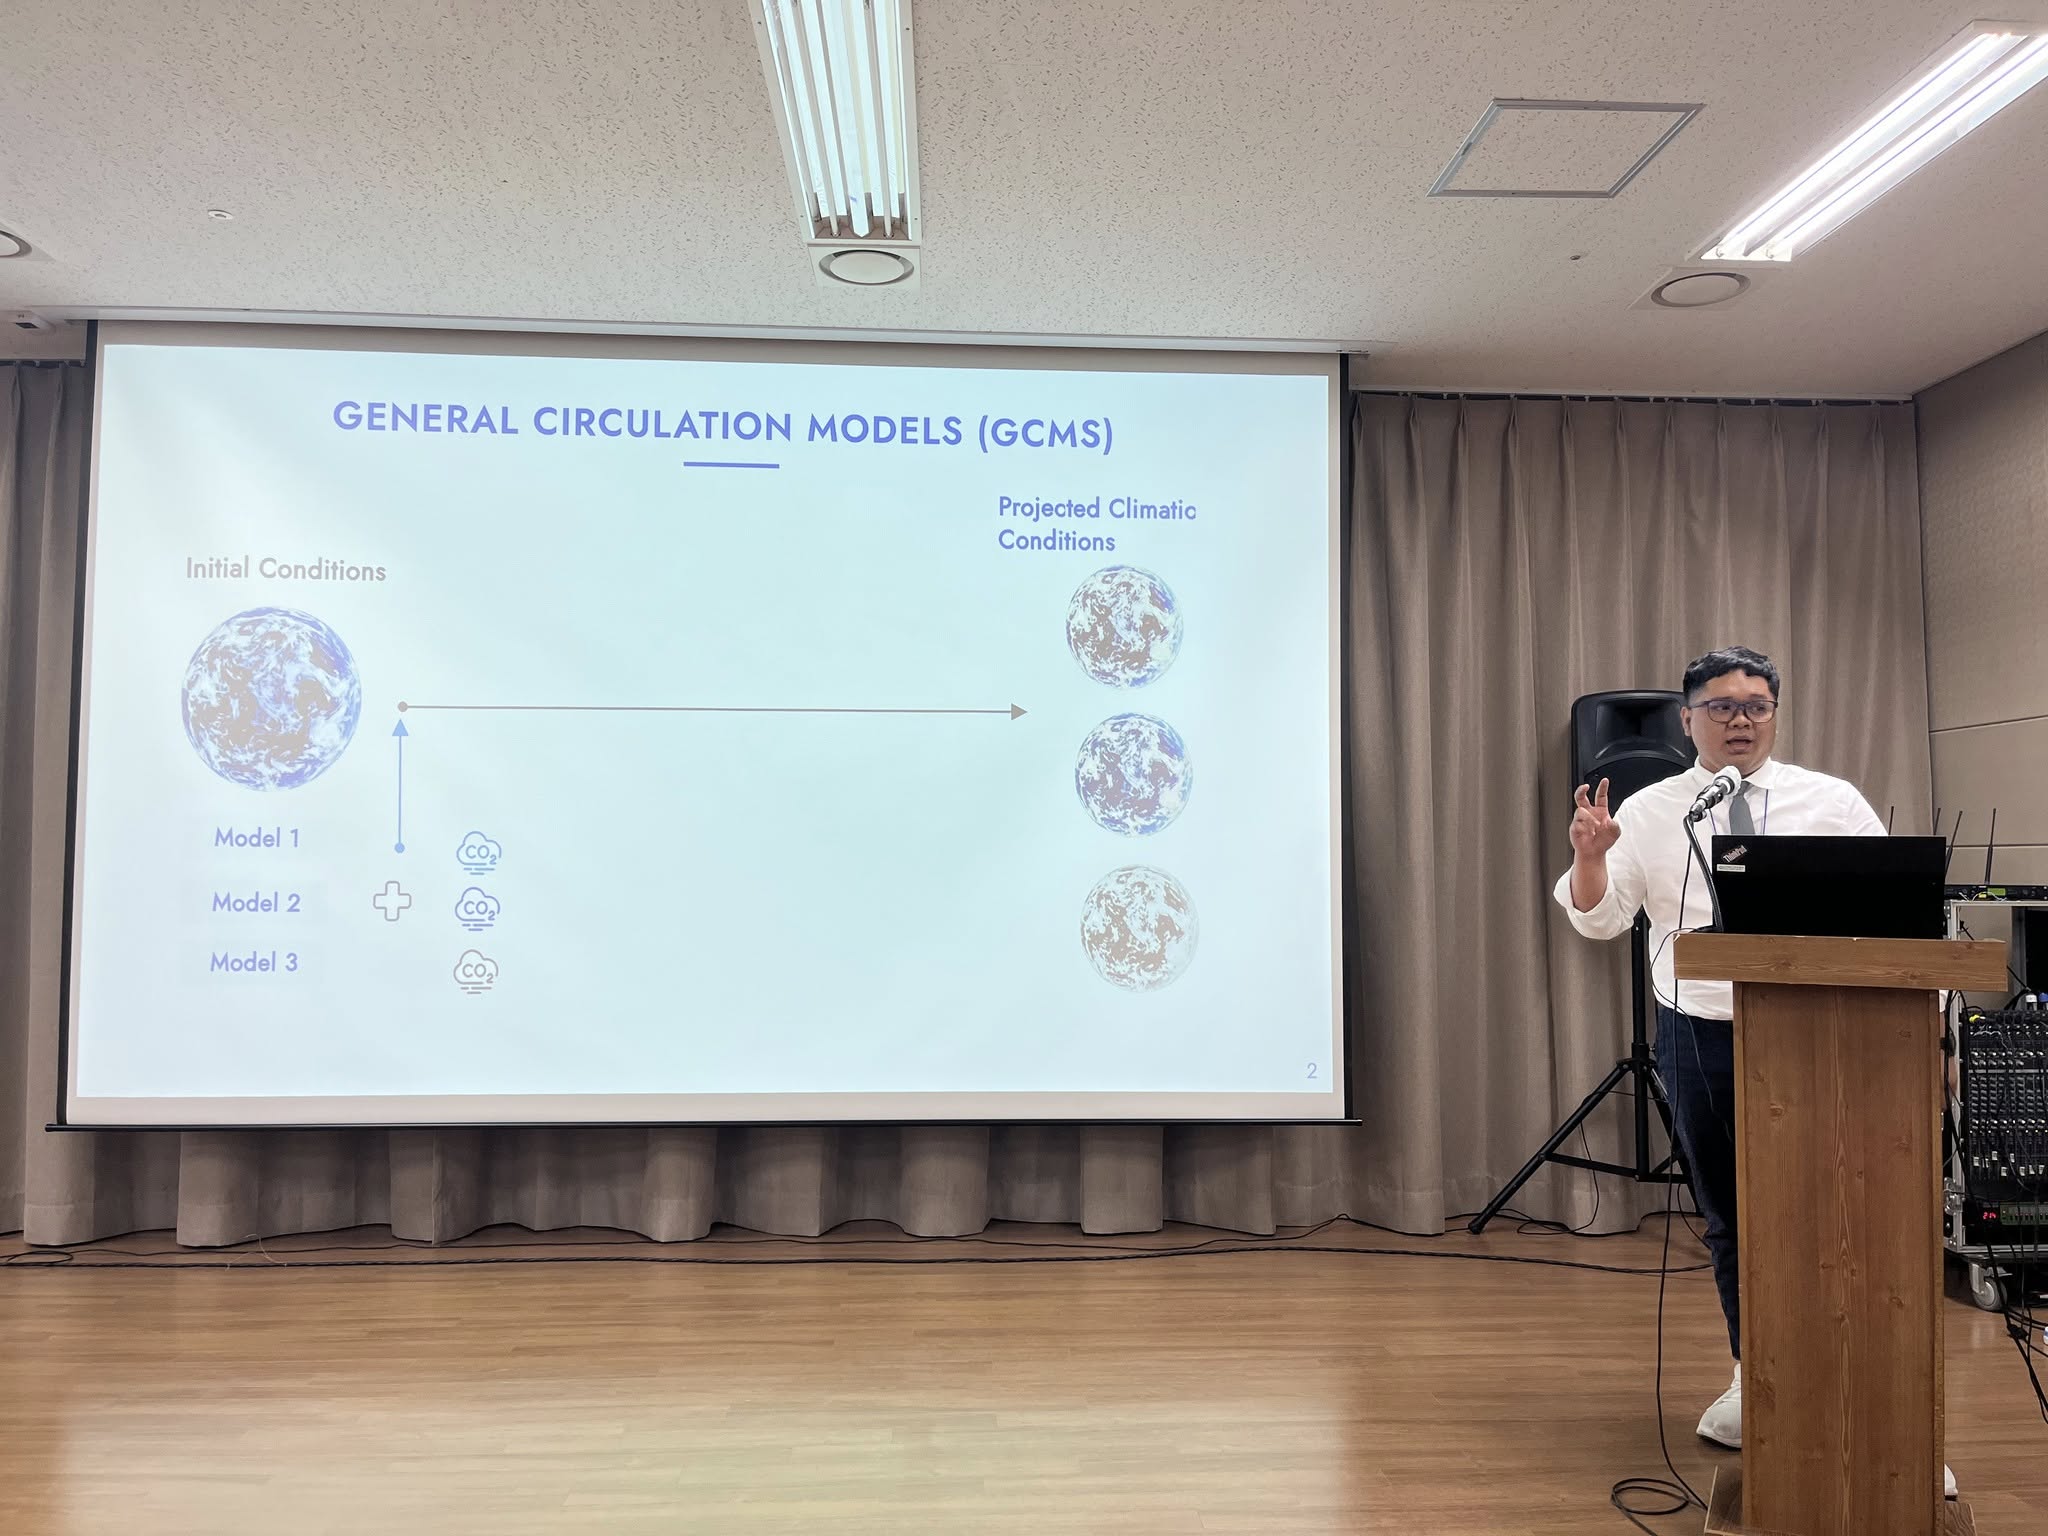 GENERAL CIRCULATION MODELS (GCMS)
Projected Climatic
Conditions
Initial Conditions
Model 1
CO2
Model 2
CO2
Model 3
CO2
2
ThinkPad